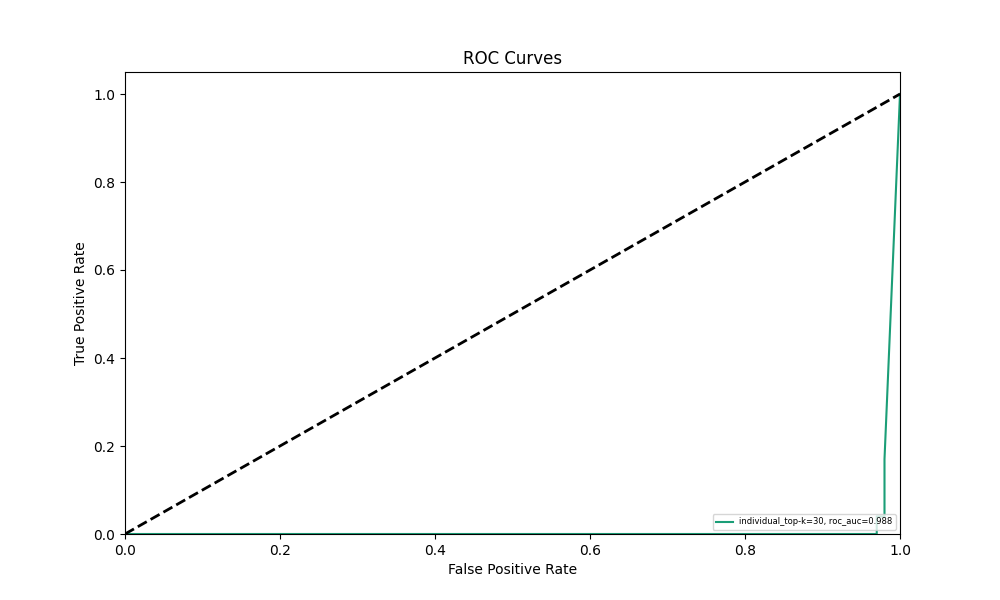 ROC Curves
True Positive Rate
1.0
0.8
0.6
0.4
0.2
0.0
individual_top-k=30, roc_auc=0.988
0.0 0.2 0.4 0.6 0.8 1.0
False Positive Rate